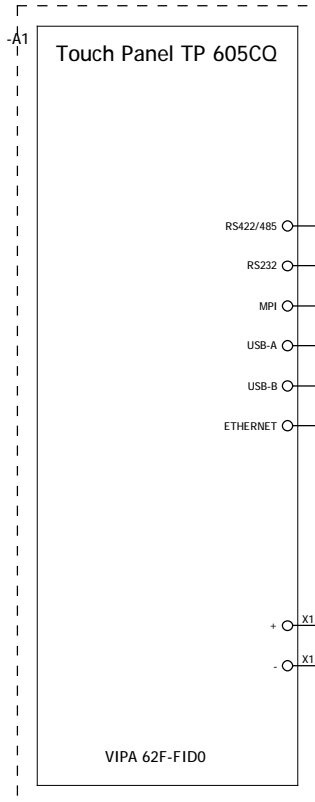 -A1
Touch Panel TP 605CQ
RS422/485
RS232
MPI
USB-A
USB-B
ETHERNET
+ X1
- X1
VIPA 62F-FID0